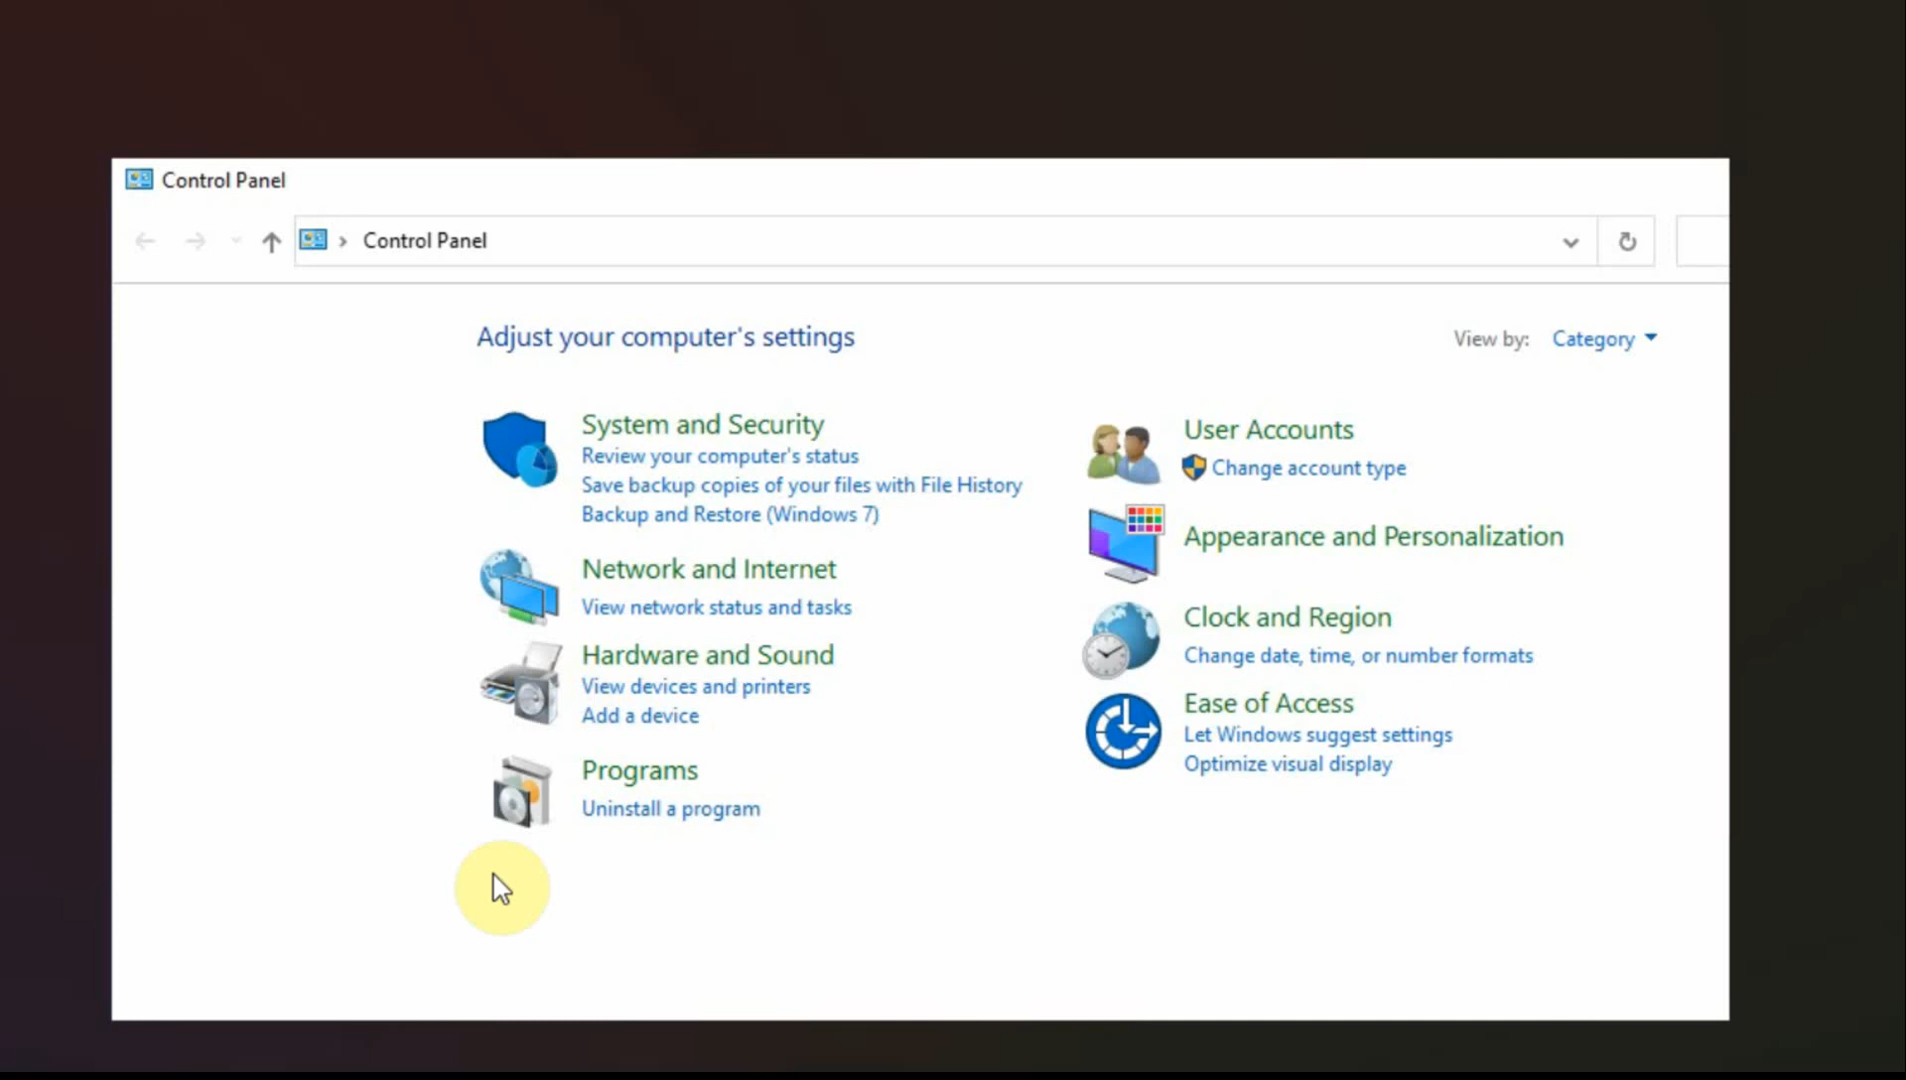 Control Panel
Control Panel
Adjust your computer's settings
View by: Category
System and Security
Review your computer's status
Save backup copies of your files with File History
Backup and Restore (Windows 7)
Network and Internet
View network status and tasks
Hardware and Sound
View devices and printers
Add a device
Programs
Uninstall a program
User Accounts
Change account type
Appearance and Personalization
Clock and Region
Change date, time, or number formats
Ease of Access
Let Windows suggest settings
Optimize visual display